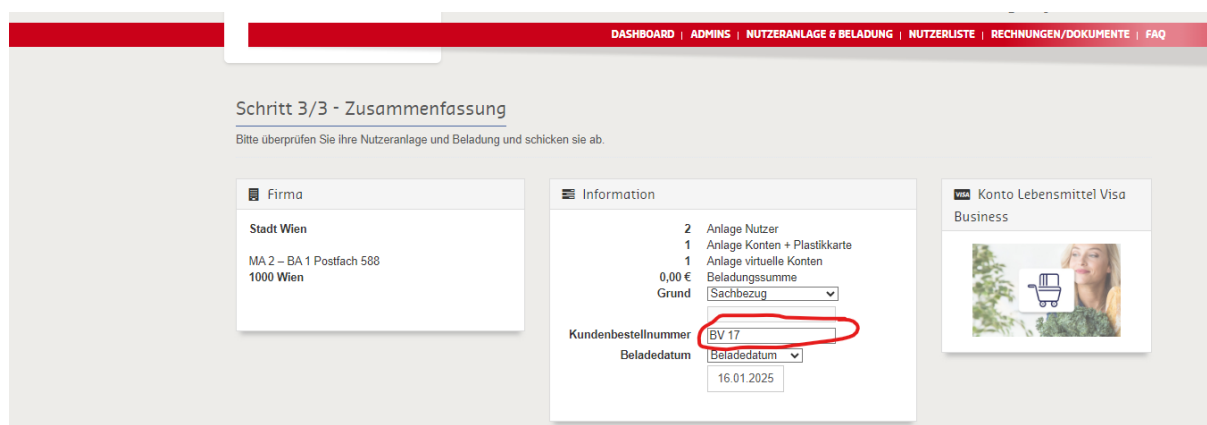 DASHBOARD | ADMINS | NUTZERANLAGE & BELADUNG | NUTZERLISTE | RECHNUNGEN/DOKUMENTE | FAQ
Schritt 3/3 - Zusammenfassung
Bitte überprüfen Sie ihre Nutzeranlage und Beladung und schicken sie ab.
Firma
Stadt Wien
MA 2 – BA 1 Postfach 588
1000 Wien
Information
2 Anlage Nutzer
1 Anlage Konten + Plastikkarte
1 Anlage virtuelle Konten
0,00 € Beladungssumme
Grund Sachbezug
Kundenbestellnummer BV 17
Beladedatum Beladedatum
16.01.2025
VISA Konto Lebensmittel Visa
Business